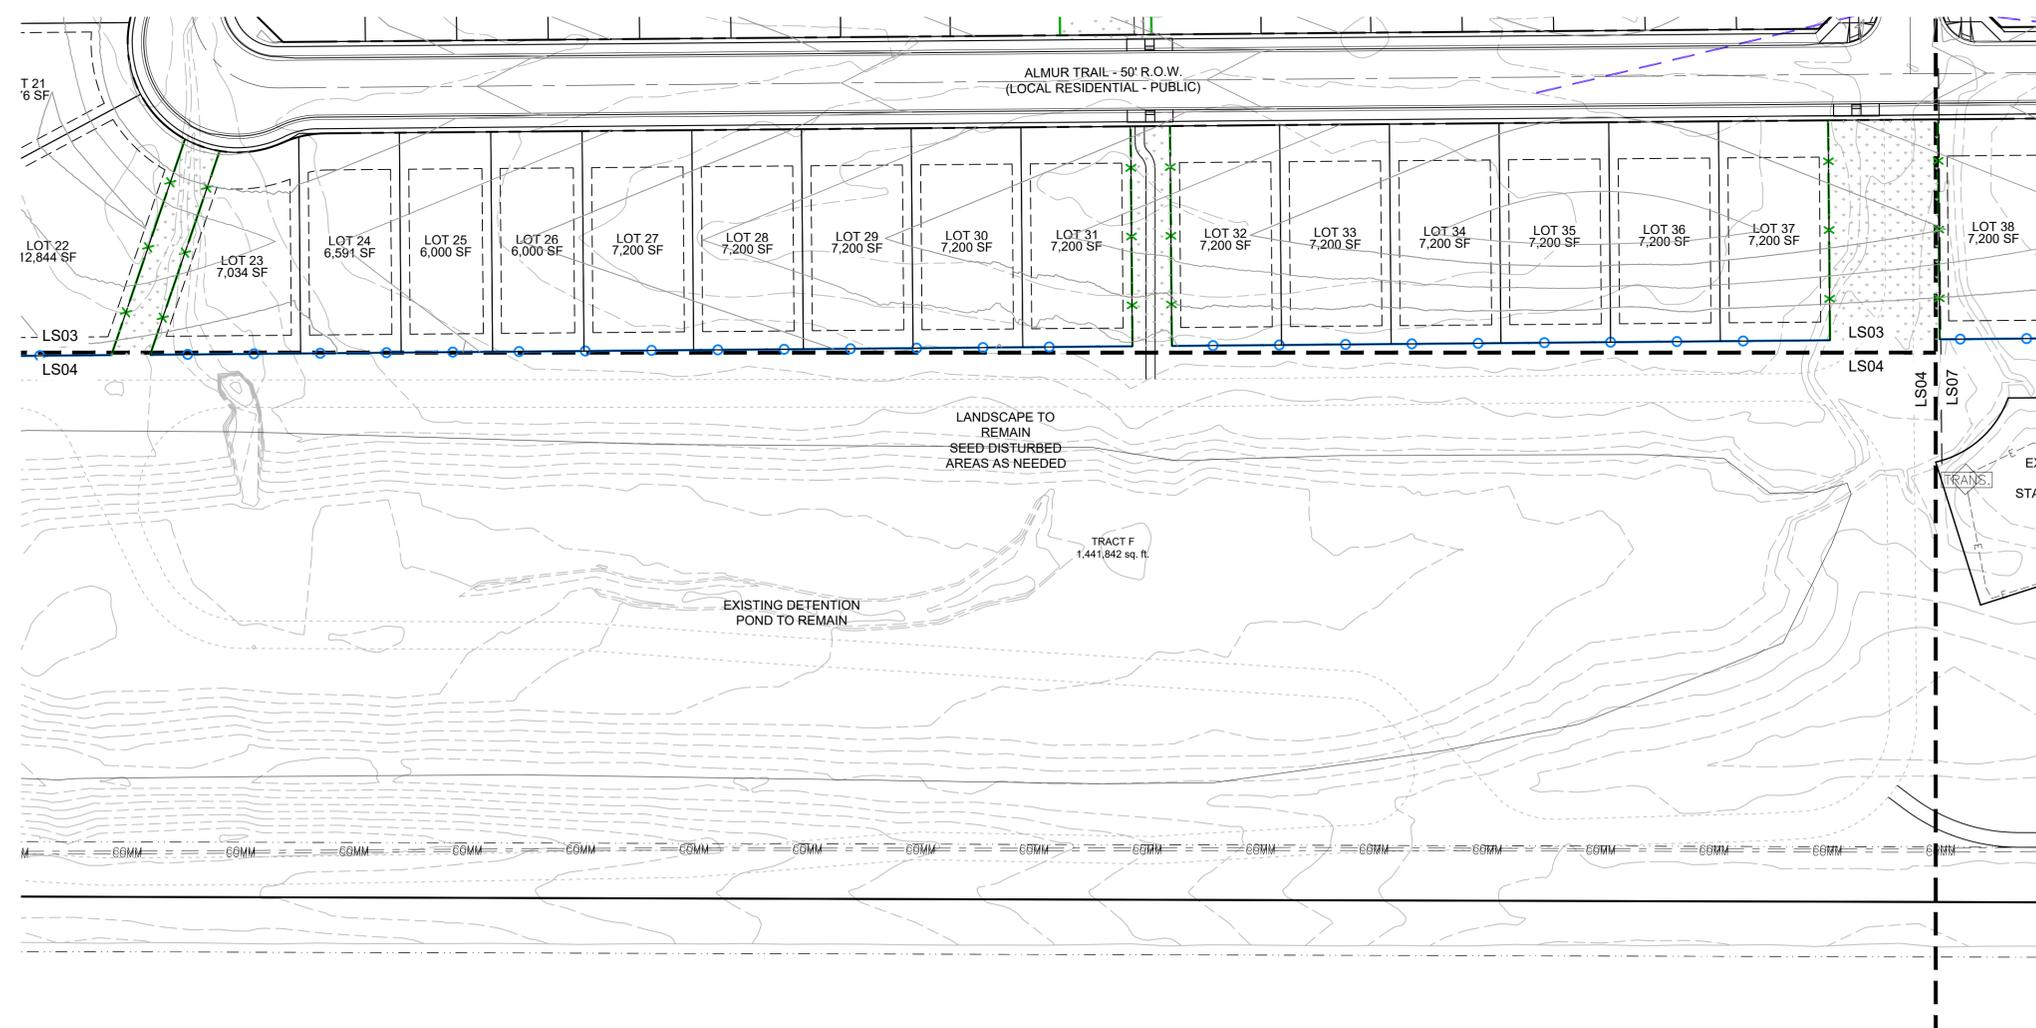 ALMUR TRAIL - 50' R.O.W.
(LOCAL RESIDENTIAL - PUBLIC)
T 21
'6 SF
LOT 22
12,844 SF
LOT 23
7,034 SF
LOT 24
6,591 SF
LOT 25
6,000 SF
LOT 26
6,000 SF
LOT 27
7,200 SF
LOT 28
7,200 SF
LOT 29
7,200 SF
LOT 30
7,200 SF
LOT 31
7,200 SF
LOT 32
7,200 SF
LOT 33
7,200 SF
LOT 34
7,200 SF
LOT 35
7,200 SF
LOT 36
7,200 SF
LOT 37
7,200 SF
LOT 38
7,200 SF
LS03
LS04
LS03
LS04
LS04
LS07
LANDSCAPE TO
REMAIN
SEED DISTURBED
AREAS AS NEEDED
E
TRANS.
EX
STA
E
E
TRACT F
1,441,842 sq. ft.
EXISTING DETENTION
POND TO REMAIN
M COMM COMM COMM COMM COMM COMM COMM COMM COMM COMM COMM COMM COMM COMM COMM COMM COMM